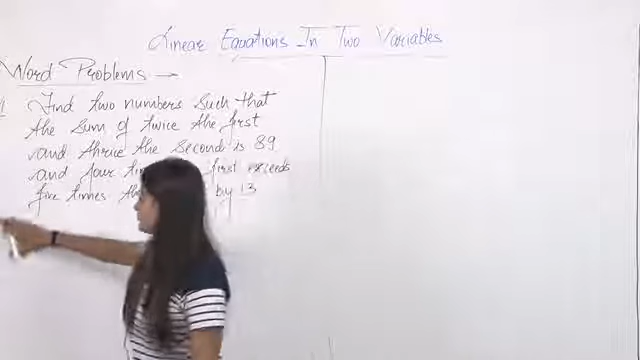 Linear Equations In Two Variables
Word Problems →
1 Find two numbers such that
the sum of twice the first
and thrice the second is 89
and four first exceeds
five times by 13